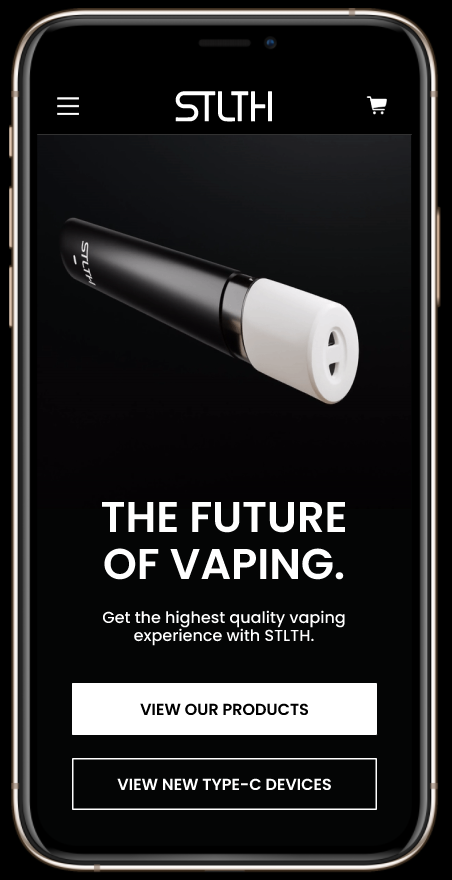 STLTH
STLTH
THE FUTURE
OF VAPING.
Get the highest quality vaping
experience with STLTH.
VIEW OUR PRODUCTS
VIEW NEW TYPE-C DEVICES